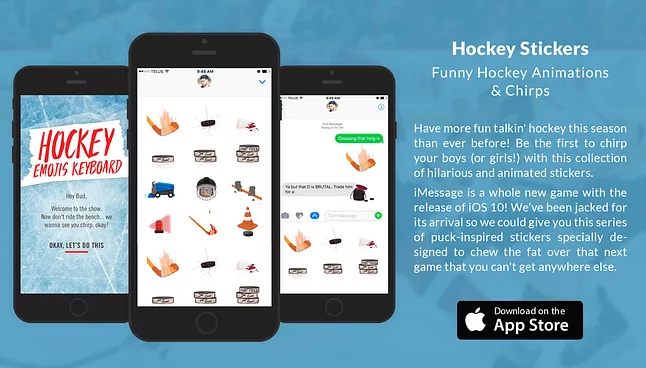 Hockey Stickers
Funny Hockey Animations
& Chirps
Have more fun talkin' hockey this season
than ever before! Be the first to chirp
your boys (or girls!) with this collection
of hilarious and animated stickers.
iMessage is a whole new game with the
release of iOS 10! We've been jacked for
its arrival so we could give you this series
of puck-inspired stickers specially de-
signed to chew the fat over that next
game that you can't get anywhere else.
Download on the
App Store
HOCKEY
EMOJIS KEYBOARD
Hey Bud,
Welcome to the show.
Now don't ride the bench... we
wanna see you chirp, okay?
OKAY, LET'S DO THIS
TELUS
9:48 AM
TELUS
9:48 AM
Text Message
Ya but that D is BRUTAL. Trade him
for a:
Text Message